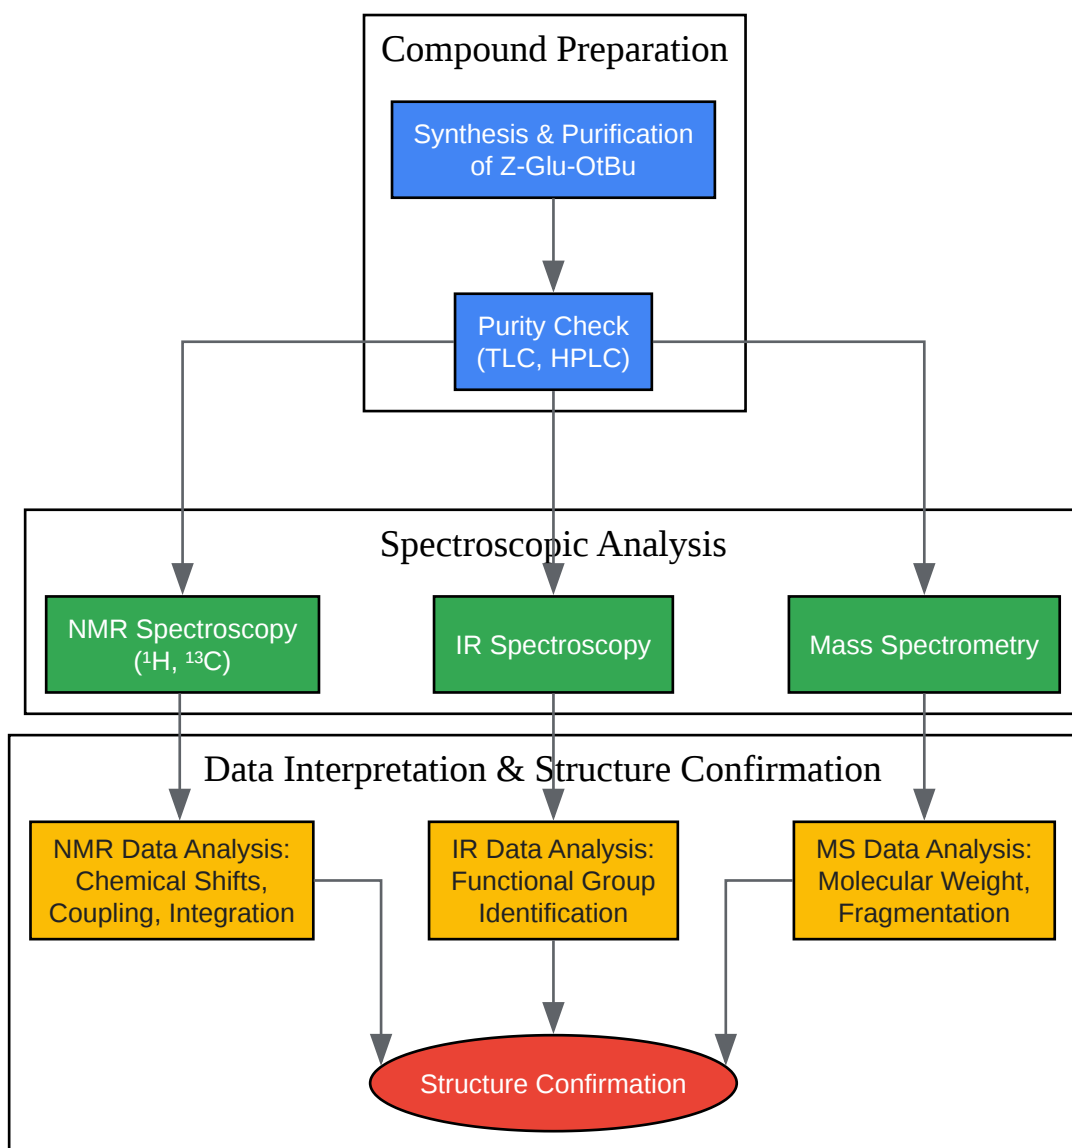 Compound Preparation
Synthesis & Purification
of Z-Glu-OtBu
Purity Check
(TLC, HPLC)
Spectroscopic Analysis
NMR Spectroscopy
(¹H, ¹³C)
IR Spectroscopy
Mass Spectrometry
Data Interpretation & Structure Confirmation
NMR Data Analysis:
Chemical Shifts,
Coupling, Integration
IR Data Analysis:
Functional Group
Identification
MS Data Analysis:
Molecular Weight,
Fragmentation
Structure Confirmation